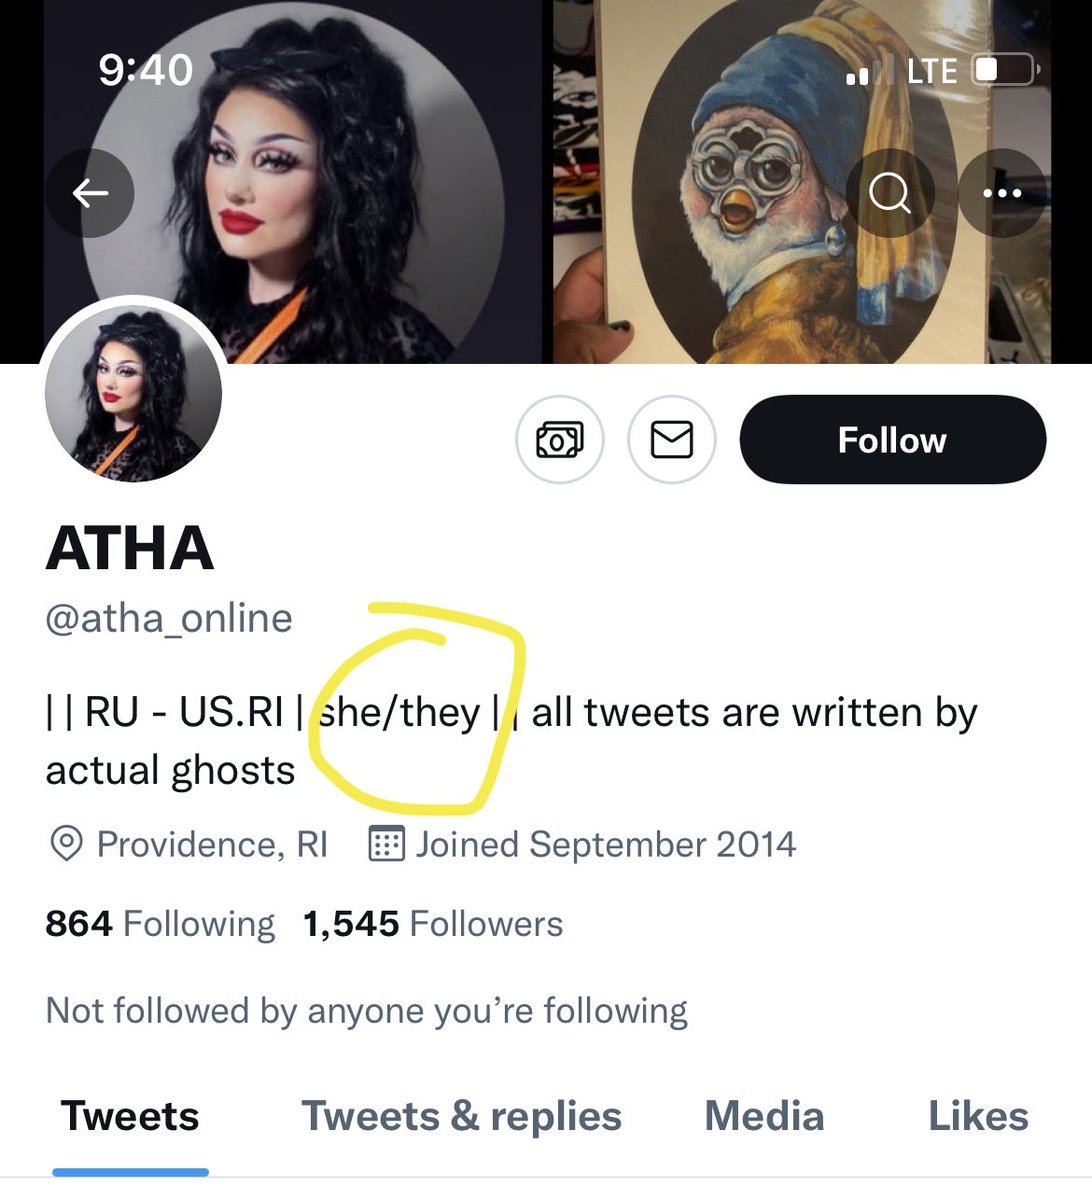 9:40
LTE
Follow
ATHA
@atha_online
| | RU - US.RI | she/they | | all tweets are written by
actual ghosts
Providence, RI Joined September 2014
864 Following 1,545 Followers
Not followed by anyone you’re following
Tweets Tweets & replies Media Likes